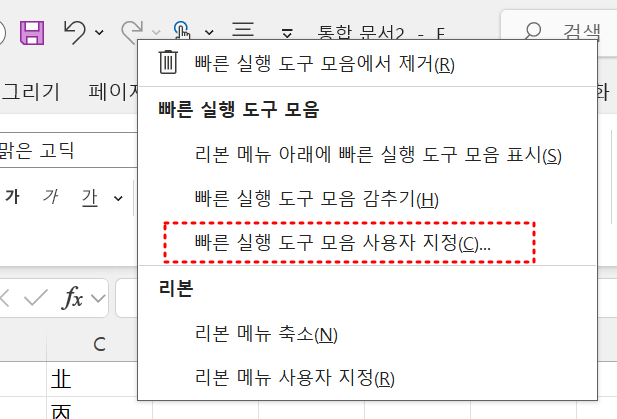 통합 문서2 - E
검색
빠른 실행 도구 모음에서 제거(R)
그리기
페이지
화
빠른 실행 도구 모음
맑은 고딕
리본 메뉴 아래에 빠른 실행 도구 모음 표시(S)
가 가 가
빠른 실행 도구 모음 감추기(H)
빠른 실행 도구 모음 사용자 지정(C)...
리본
fx
리본 메뉴 축소(N)
C
리본 메뉴 사용자 지정(R)
北